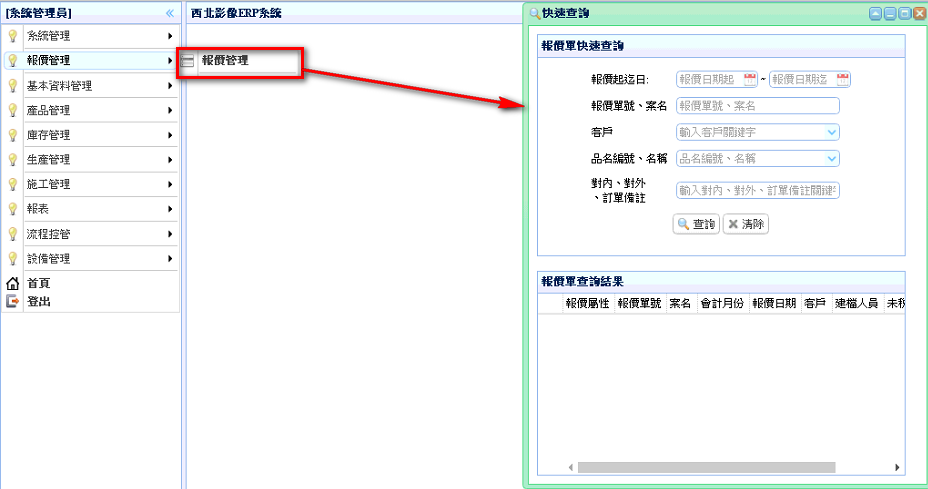 [系統管理員]
系統管理
報價管理
基本資料管理
產品管理
庫存管理
生產管理
施工管理
報表
流程控管
設備管理
首頁
登出
西北影像ERP系統
報價管理
快速查詢
報價單快速查詢
報價起迄日: 報價日期起 ~ 報價日期迄
報價單號、案名 報價單號、案名
客戶 輸入客戶關鍵字
品名編號、名稱 品名編號、名稱
對內、對外
、訂單備註 輸入對內、對外、訂單備註關鍵
查詢 清除
報價單查詢結果
報價屬性 報價單號 案名 會計月份 報價日期 客戶 建檔人員 未稅